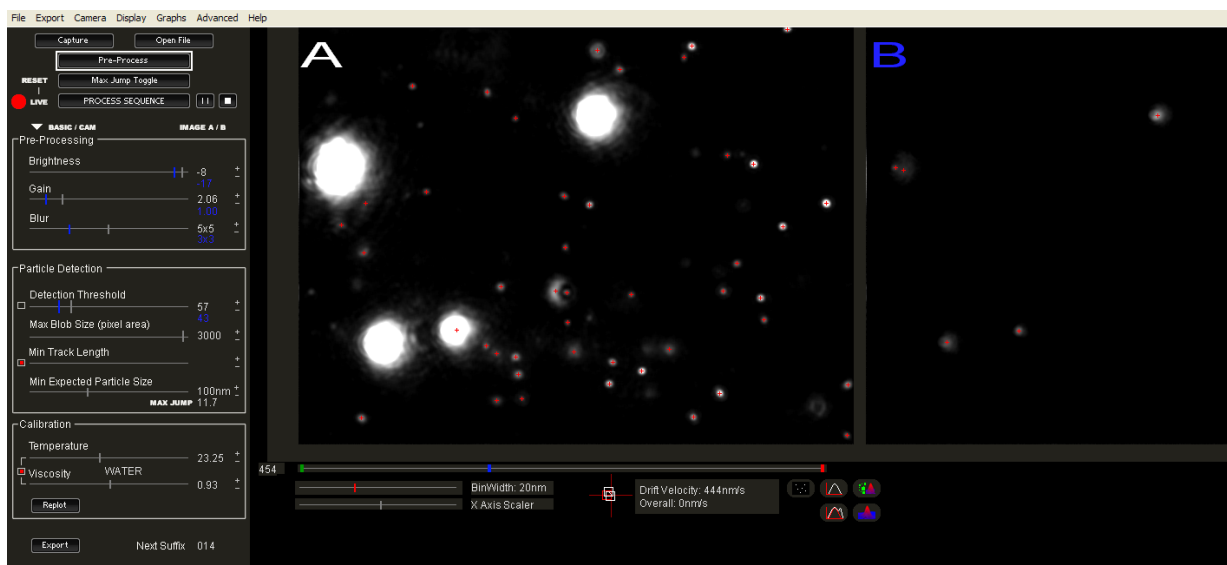 File Export Camera Display Graphs Advanced Help
Capture Open File
Pre-Process
RESET Max Jump Toggle
LIVE PROCESS SEQUENCE
BASIC / CAM IMAGE A / B
Pre-Processing
Brightness
-8 + -
-17
Gain
2.06 + -
1.00
Blur
5x5 + -
3x3
Particle Detection
Detection Threshold
57 + -
43
Max Blob Size (pixel area)
3000 + -
Min Track Length
+ -
Min Expected Particle Size
100nm + -
MAX JUMP 11.7
Calibration
Temperature
23.25 + -
Viscosity WATER
0.93 + -
Replot
Export Next Suffix 014
A
B
454
BinWidth: 20nm
X Axis Scaler
Drift Velocity: 444nm/s
Overall: 0nm/s